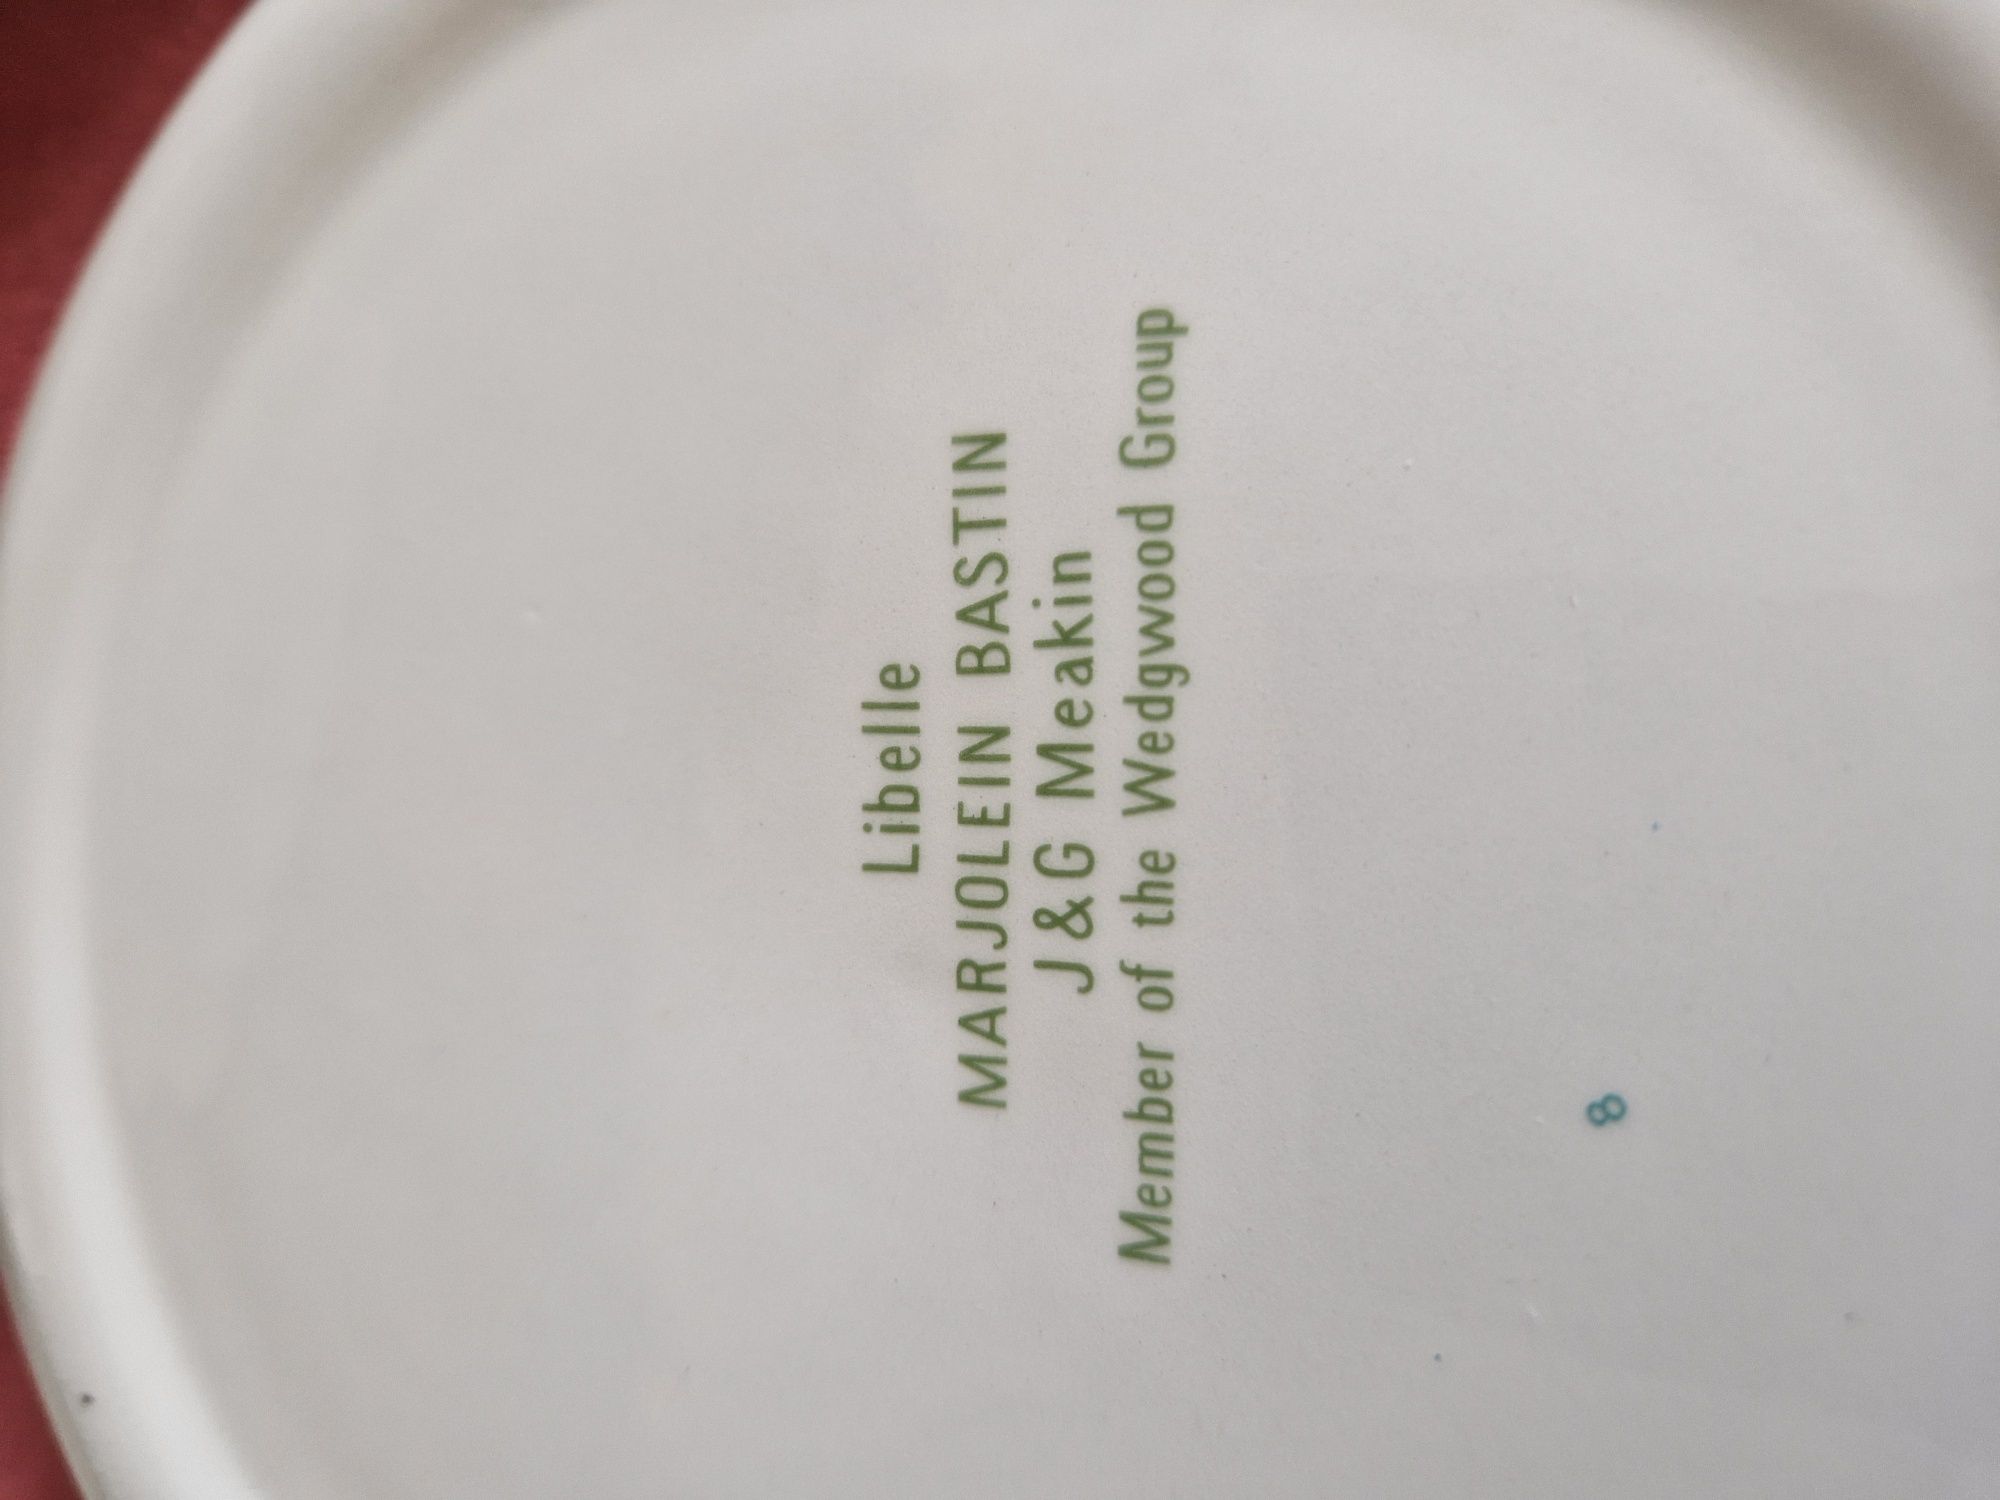 Libelle
MARJOLEIN BASTIN
J & G Meakin
Member of the Wedgwood Group
8